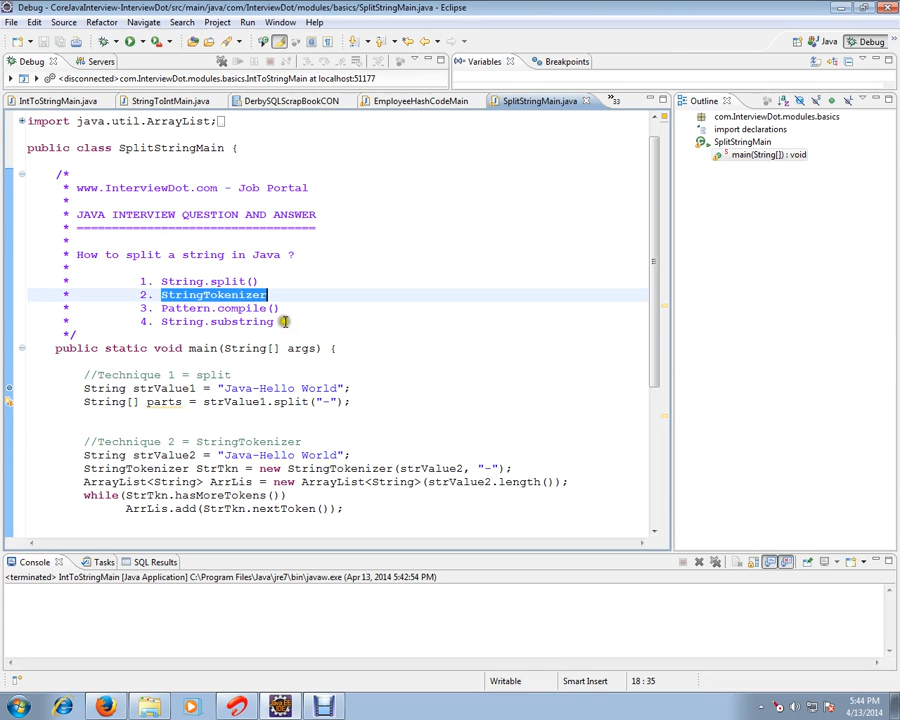 Debug - CoreJavaInterview-InterviewDot/src/main/java/com/InterviewDot/modules/basics/SplitStringMain.java - Eclipse
File Edit Source Refactor Navigate Search Project Run Window Help
Java Debug
Debug Servers Variables Breakpoints
<disconnected>com.InterviewDot.modules.basics.IntToStringMain at localhost:51177
IntToStringMain.java StringToIntMain.java DerbySQLScrapBookCON EmployeeHashCodeMain SplitStringMain.java 33 Outline
import java.util.ArrayList;
public class SplitStringMain {
/*
* www.InterviewDot.com - Job Portal
*
* JAVA INTERVIEW QUESTION AND ANSWER
* ==================================
*
* How to split a string in Java ?
*
* 1. String.split()
* 2. StringTokenizer
* 3. Pattern.compile()
* 4. String.substring
*/
public static void main(String[] args) {
//Technique 1 = split
String strValue1 = "Java-Hello World";
String[] parts = strValue1.split("-");
//Technique 2 = StringTokenizer
String strValue2 = "Java-Hello World";
StringTokenizer StrTkn = new StringTokenizer(strValue2, "-");
ArrayList<String> ArrLis = new ArrayList<String>(strValue2.length());
while(StrTkn.hasMoreTokens())
ArrLis.add(StrTkn.nextToken());
com.InterviewDot.modules.basics
import declarations
SplitStringMain
main(String[]) : void
Console Tasks SQL Results
<terminated> IntToStringMain [Java Application] C:\Program Files\Java\jre7\bin\javaw.exe (Apr 13, 2014 5:42:54 PM)
Writable Smart Insert 18 : 35
5:44 PM
4/13/2014